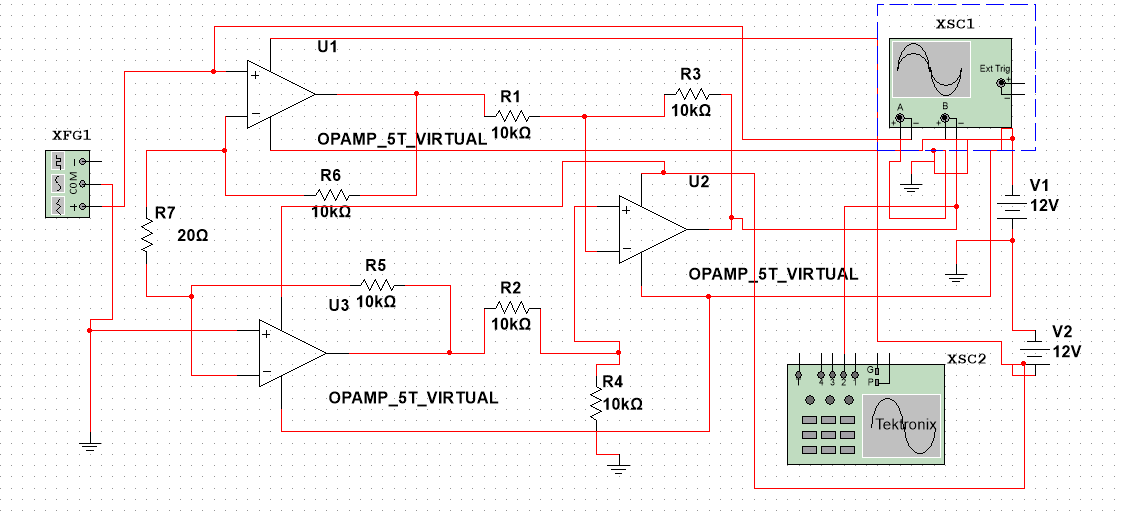 XSC1
U1
Ext Trig
+
−
R3
10kΩ
A
B
+ − + −
R1
10kΩ
+
−
OPAMP_5T_VIRTUAL
XFG1
COM
−
+
R6
10kΩ
U2
V1
12V
R7
20Ω
+
−
OPAMP_5T_VIRTUAL
R5
10kΩ
U3
R2
10kΩ
+
−
V2
12V
XSC2
R4
10kΩ
OPAMP_5T_VIRTUAL
G
P
T 4 3 2 1
Tektronix